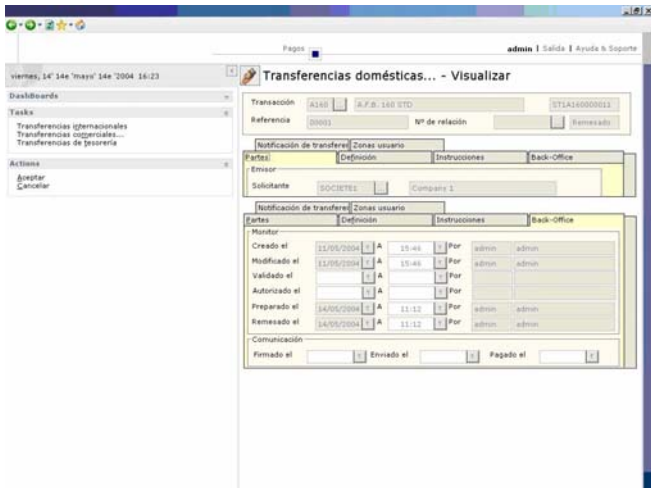 Pagos
admin | Salida | Ayuda & Soporte
viernes, 14' 14e 'mayo' 14e '2004 16:23
Transferencias domésticas... - Visualizar
DashBoards
Tasks
Transferencias internacionales
Transferencias comerciales...
Transferencias de tesorería
Actions
Aceptar
Cancelar
Transacción A160 ... A.F.B. 160 STD ST1A160000011
Referencia 00001 Nº de relación ... Remesado
Notificación de transferen Zonas usuario
Partes Definición Instrucciones Back-Office
Emisor
Solicitante SOCIETE1 ... Company 1
Notificación de transferen Zonas usuario
Partes Definición Instrucciones Back-Office
Monitor
Creado el 11/05/2004 A 15:46 Por admin admin
Modificado el 11/05/2004 A 15:46 Por admin admin
Validado el A Por
Autorizado el A Por
Preparado el 14/05/2004 A 11:12 Por admin admin
Remesado el 14/05/2004 A 11:12 Por admin admin
Comunicación
Firmado el Enviado el Pagado el